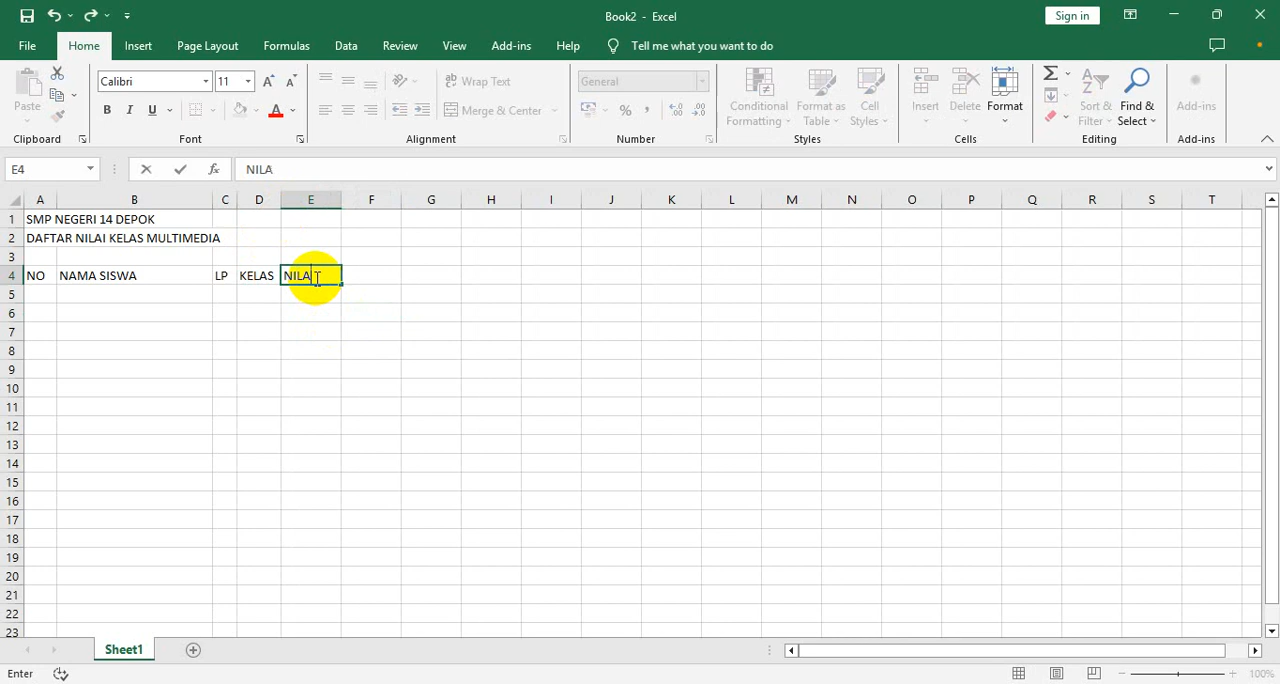 Book2 - Excel
Sign in
File Home Insert Page Layout Formulas Data Review View Add-ins Help Tell me what you want to do
Paste
Calibri 11
B I U A
Wrap Text
Merge & Center
General
%
Conditional Formatting
Format as Table
Cell Styles
Insert Delete Format
Sort & Filter
Find & Select
Add-ins
Clipboard Font Alignment Number Styles Cells Editing Add-ins
E4 fx NILA
A B C D E F G H I J K L M N O P Q R S T
1 SMP NEGERI 14 DEPOK
2 DAFTAR NILAI KELAS MULTIMEDIA
3
4 NO NAMA SISWA LP KELAS NILA
5
6
7
8
9
10
11
12
13
14
15
16
17
18
19
20
21
22
23
Sheet1
Enter 100%